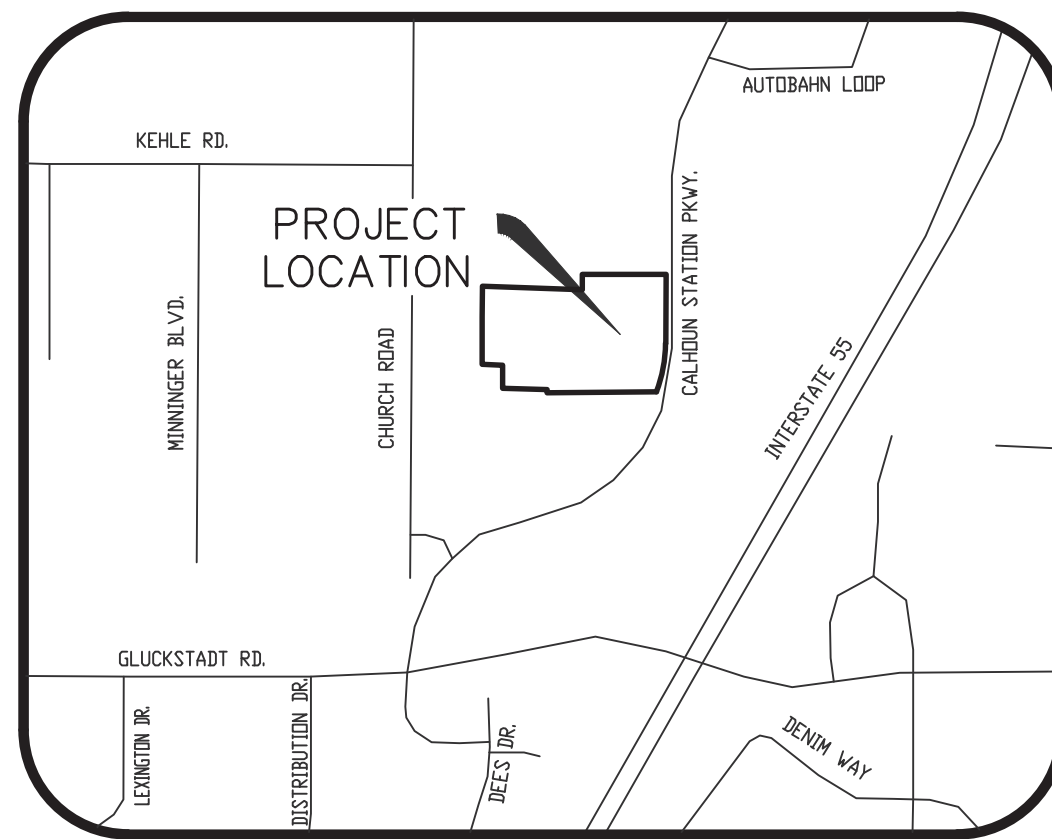 AUTOBAHN LOOP
KEHLE RD.
PROJECT
LOCATION
CALHOUN STATION PKWY.
MINNINGER BLVD.
CHURCH ROAD
INTERSTATE 55
GLUCKSTADT RD.
LEXINGTON DR.
DISTRIBUTION DR.
DEES DR.
DENIM WAY